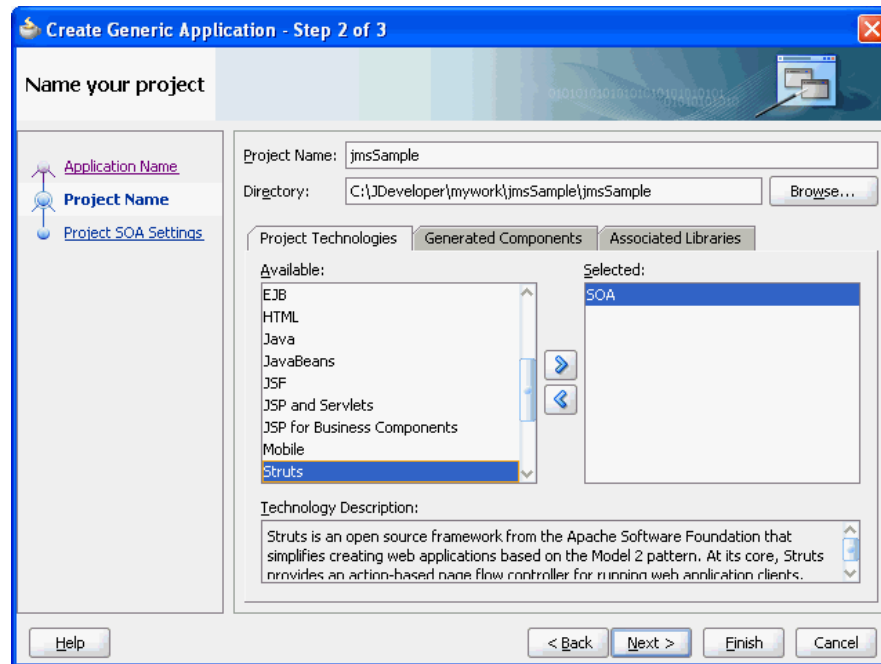 Create Generic Application - Step 2 of 3
Name your project
Application Name
Project Name
Project SOA Settings
Project Name: jmsSample
Directory: C:\JDeveloper\mywork\jmsSample\jmsSample Browse...
Project Technologies Generated Components Associated Libraries
Available: Selected:
EJB SOA
HTML
Java
JavaBeans
JSF
JSP and Servlets
JSP for Business Components
Mobile
Struts
Technology Description:
Struts is an open source framework from the Apache Software Foundation that
simplifies creating web applications based on the Model 2 pattern. At its core, Struts
provides an action-based page flow controller for running web application clients.
Help < Back Next > Finish Cancel